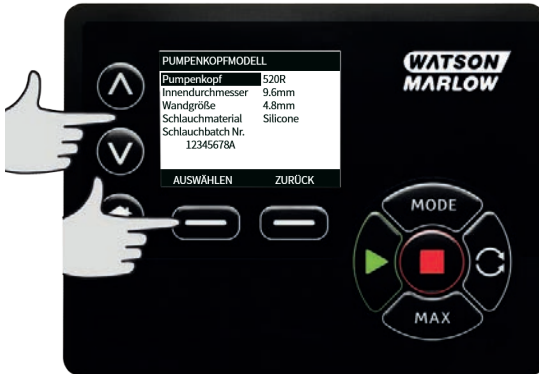 PUMPENKOPFMODELL
Pumpenkopf 520R
Innendurchmesser 9.6mm
Wandgröße 4.8mm
Schlauchmaterial Silicone
Schlauchbatch Nr.
12345678A
AUSWÄHLEN ZURÜCK
WATSON
MARLOW
MODE
MAX